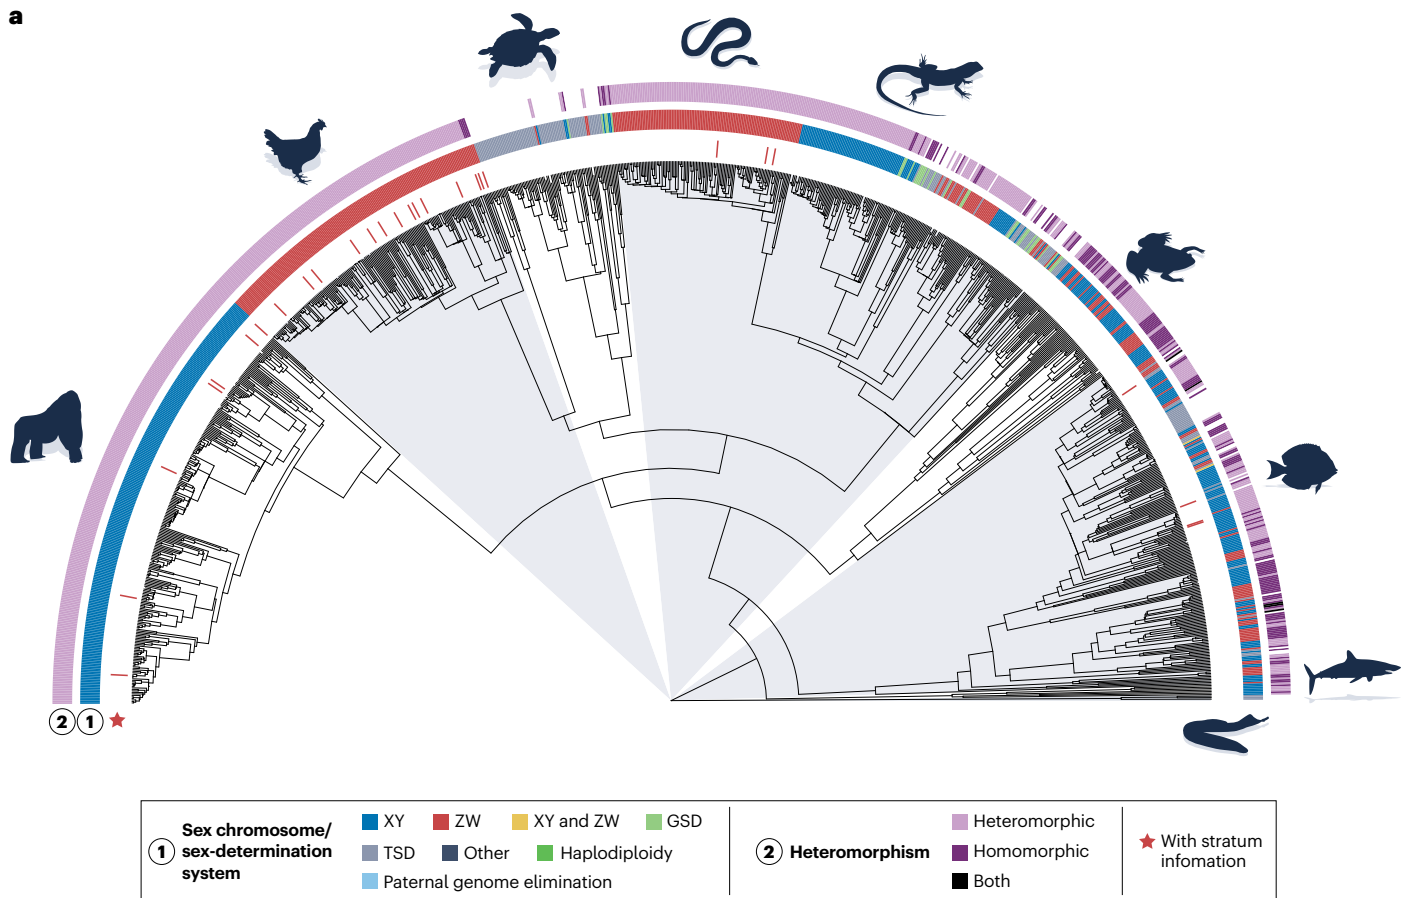 a
2 1
1 Sex chromosome/
sex-determination
system
XY ZW XY and ZW GSD
TSD Other Haplodiploidy
Paternal genome elimination
2 Heteromorphism
Heteromorphic
Homomorphic
Both
With stratum
infomation